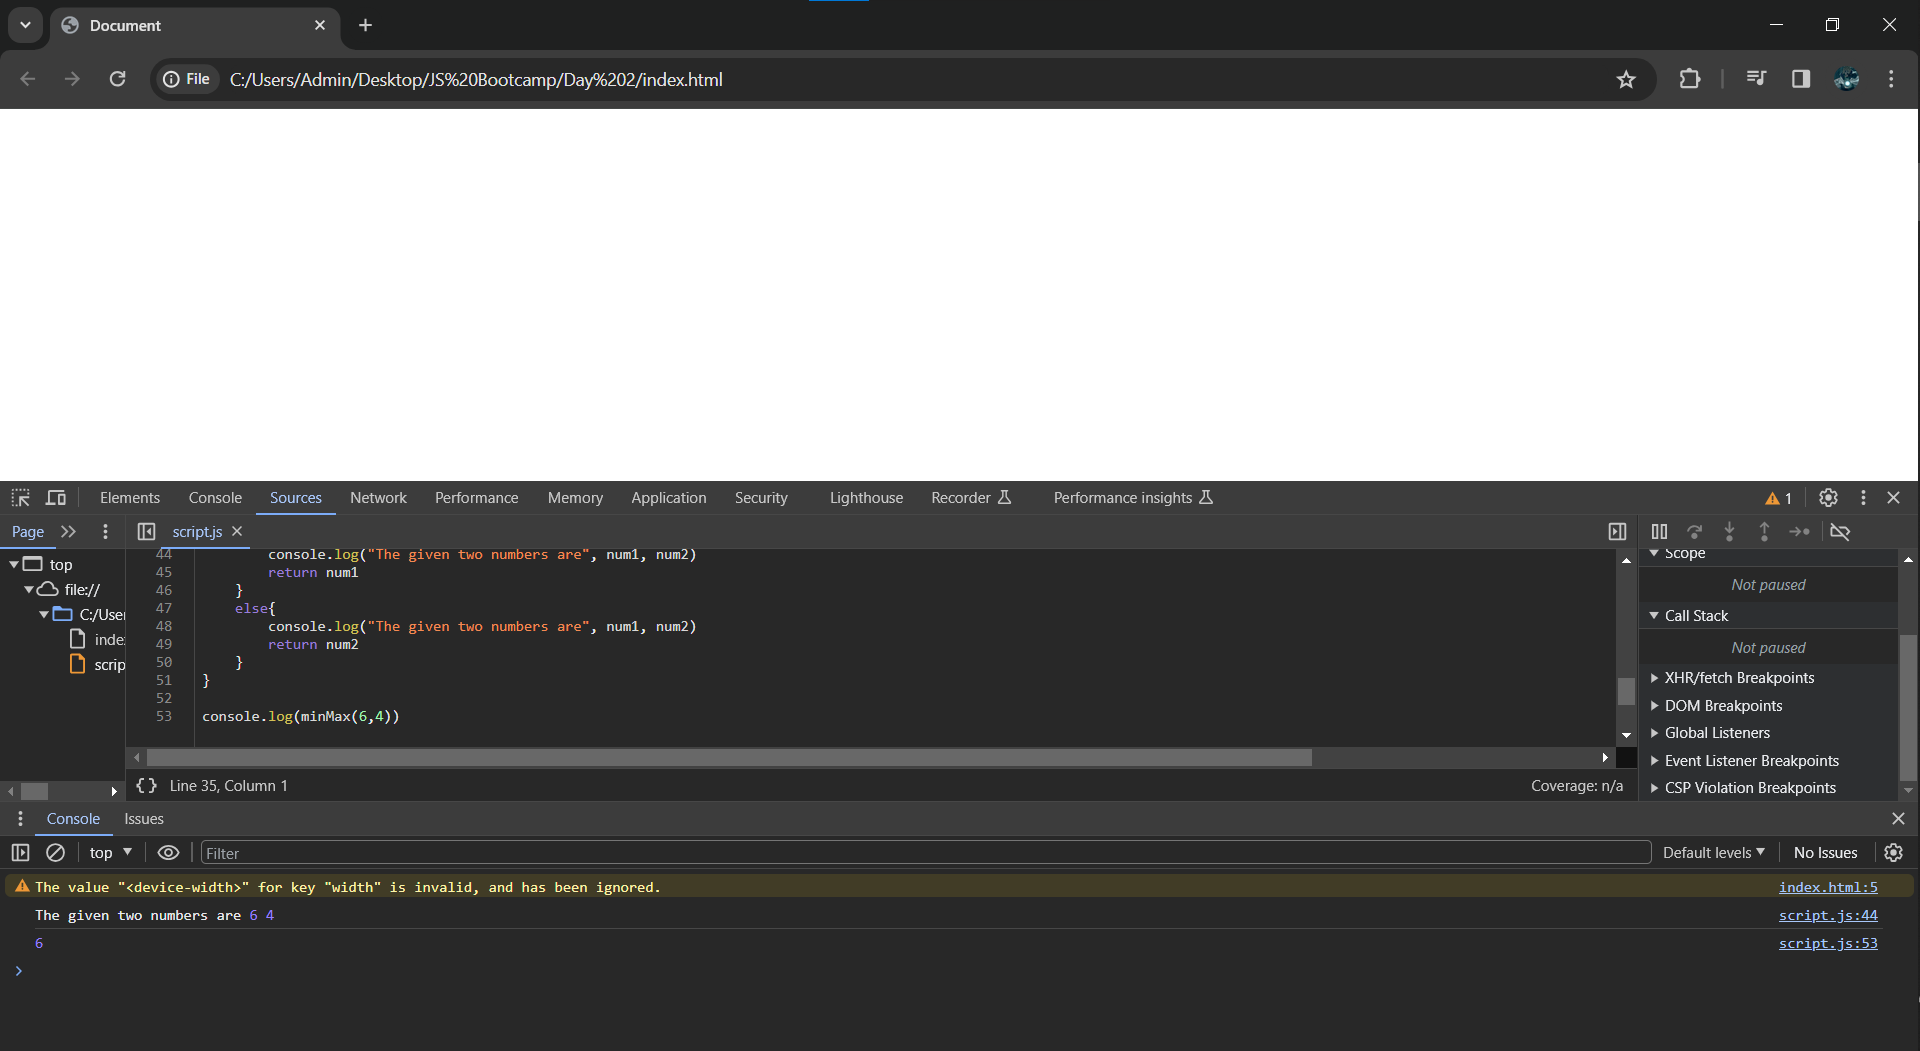 Document
File C:/Users/Admin/Desktop/JS%20Bootcamp/Day%202/index.html
Elements Console Sources Network Performance Memory Application Security Lighthouse Recorder Performance insights 1
Page script.js
top
file://
C:/User
index
scrip
44 console.log("The given two numbers are", num1, num2)
45 return num1
46 }
47 else{
48 console.log("The given two numbers are", num1, num2)
49 return num2
50 }
51 }
52
53 console.log(minMax(6,4))
{} Line 35, Column 1 Coverage: n/a
Scope
Not paused
Call Stack
Not paused
XHR/fetch Breakpoints
DOM Breakpoints
Global Listeners
Event Listener Breakpoints
CSP Violation Breakpoints
Console Issues
top Filter Default levels No Issues
The value "<device-width>" for key "width" is invalid, and has been ignored. index.html:5
The given two numbers are 6 4 script.js:44
6 script.js:53